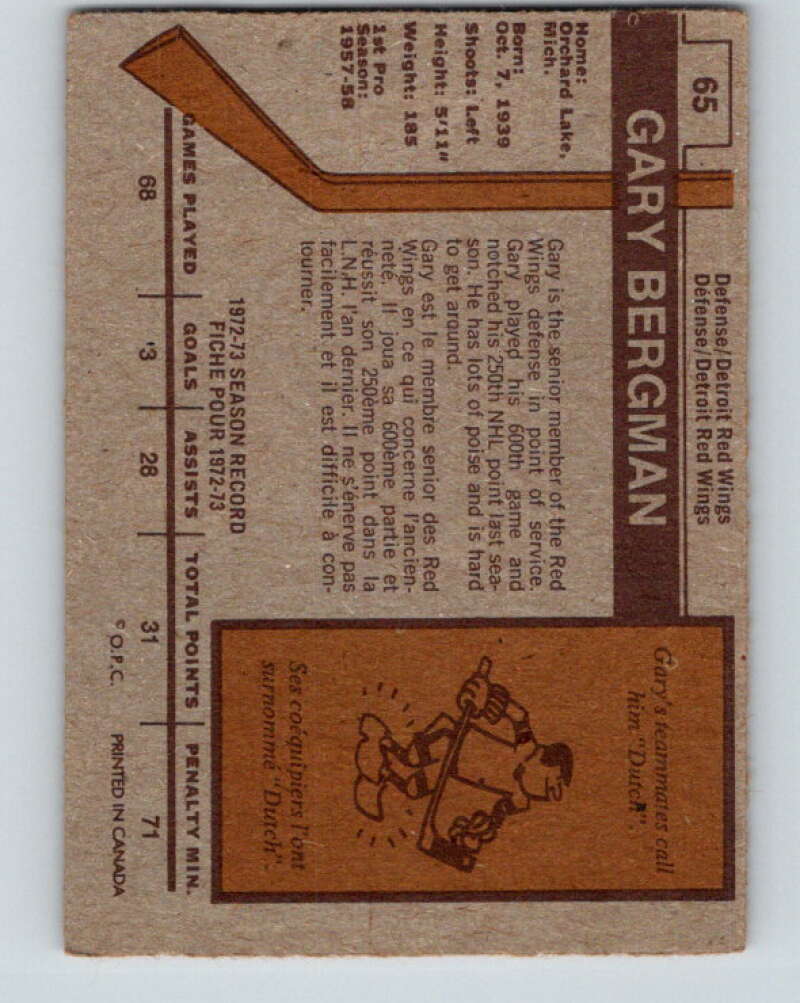 65
Defense/Detroit Red Wings
Défense/Detroit Red Wings
GARY BERGMAN
Home:
Orchard Lake,
Mich.
Born:
Oct. 7, 1939
Shoots: Left
Height: 5'11"
Weight: 185
1st Pro
Season:
1957-58
Gary is the senior member of the Red
Wings defense in point of service.
Gary played his 600th game and
notched his 250th NHL point last sea-
son. He has lots of poise and is hard
to get around.
Gary est le membre senior des Red
Wings en ce qui concerne l'ancien-
neté. Il joua sa 600ème partie et
réussit son 250ème point dans la
L.N.H. l'an dernier. Il ne s'énerve pas
facilement et il est difficile à con-
tourner.
Gary's teammates call
him "Dutch".
Ses coéquipiers l'ont
surnommé "Dutch".
1972-73 SEASON RECORD
FICHE POUR 1972-73
GAMES PLAYED GOALS ASSISTS TOTAL POINTS PENALTY MIN.
68 3 28 31 71
© O.P.C. PRINTED IN CANADA